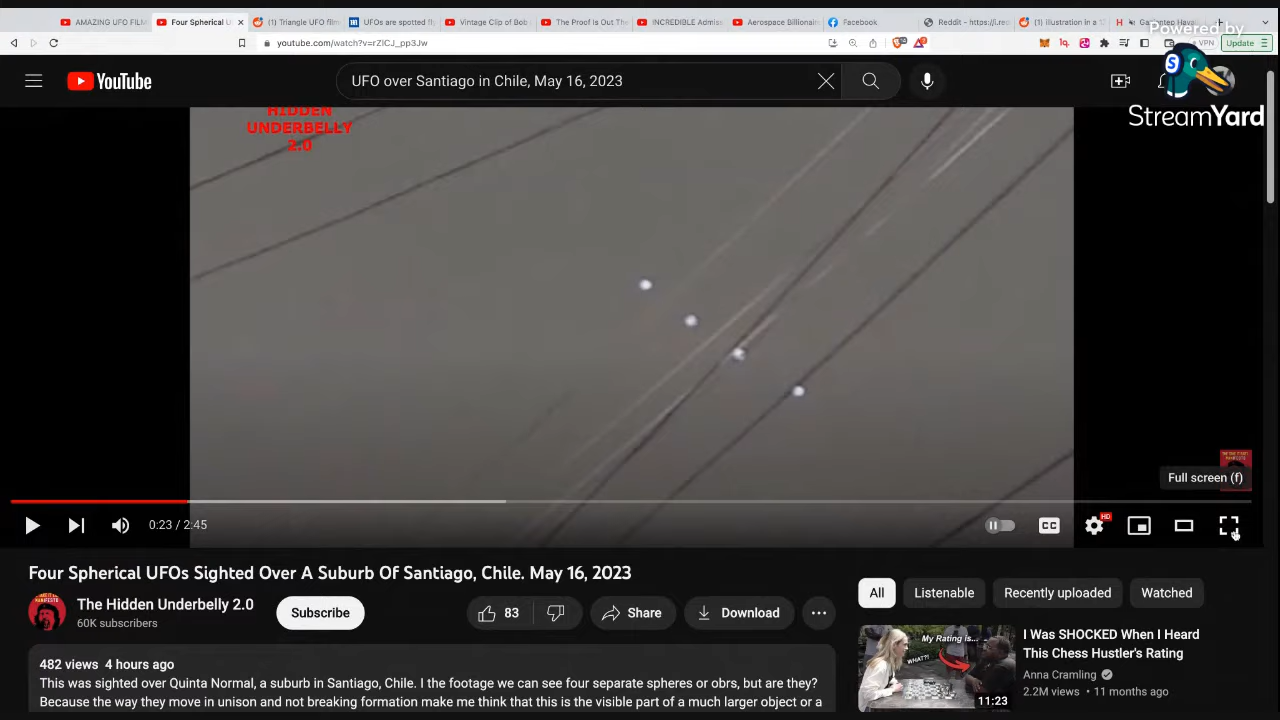 AMAZING UFO FILM
Four Spherical U
(1) Triangle UFO film
UFOs are spotted fly
Vintage Clip of Bob
The Proof Is Out The
INCREDIBLE Admis
Aerospace Billionair
Facebook
Reddit - https://i.red
(1) Illustration in a
Powered by
youtube.com/watch?v=rZICJ_pp3Jw
VPN
Update
YouTube
UFO over Santiago in Chile, May 16, 2023
StreamYard
HIDDEN
UNDERBELLY
2.0
Full screen (f)
0:23 / 2:45
CC
HD
Four Spherical UFOs Sighted Over A Suburb Of Santiago, Chile. May 16, 2023
The Hidden Underbelly 2.0
60K subscribers
Subscribe
83
Share
Download
All
Listenable
Recently uploaded
Watched
482 views 4 hours ago
This was sighted over Quinta Normal, a suburb in Santiago, Chile. I the footage we can see four separate spheres or obrs, but are they?
Because the way they move in unison and not breaking formation make me think that this is the visible part of a much larger object or a
My Rating is...
WHAT?!
11:23
I Was SHOCKED When I Heard
This Chess Hustler's Rating
Anna Cramling
2.2M views • 11 months ago